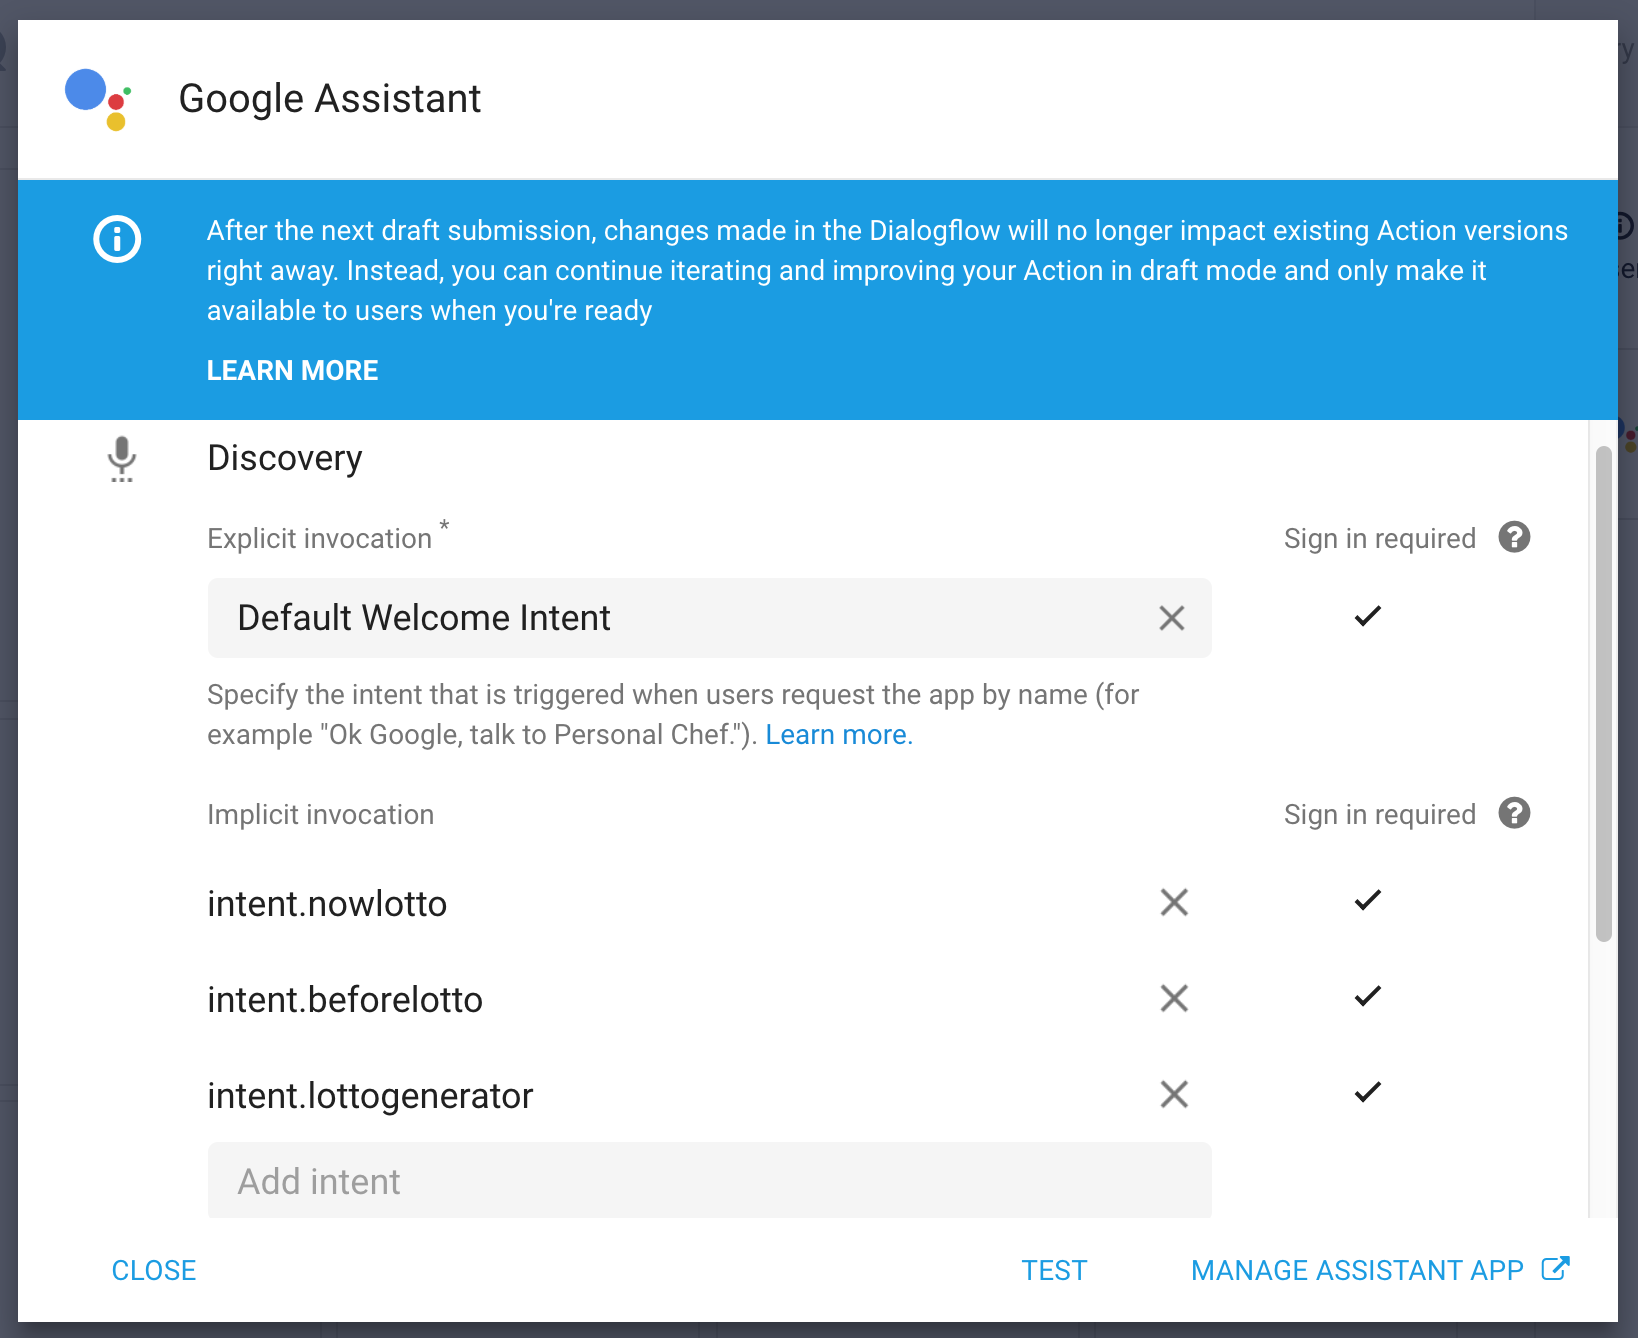 Google Assistant
After the next draft submission, changes made in the Dialogflow will no longer impact existing Action versions
right away. Instead, you can continue iterating and improving your Action in draft mode and only make it
available to users when you're ready
LEARN MORE
Discovery
Explicit invocation *
Sign in required
Default Welcome Intent
Specify the intent that is triggered when users request the app by name (for
example "Ok Google, talk to Personal Chef."). Learn more.
Implicit invocation
Sign in required
intent.nowlotto
intent.beforelotto
intent.lottogenerator
Add intent
CLOSE
TEST
MANAGE ASSISTANT APP